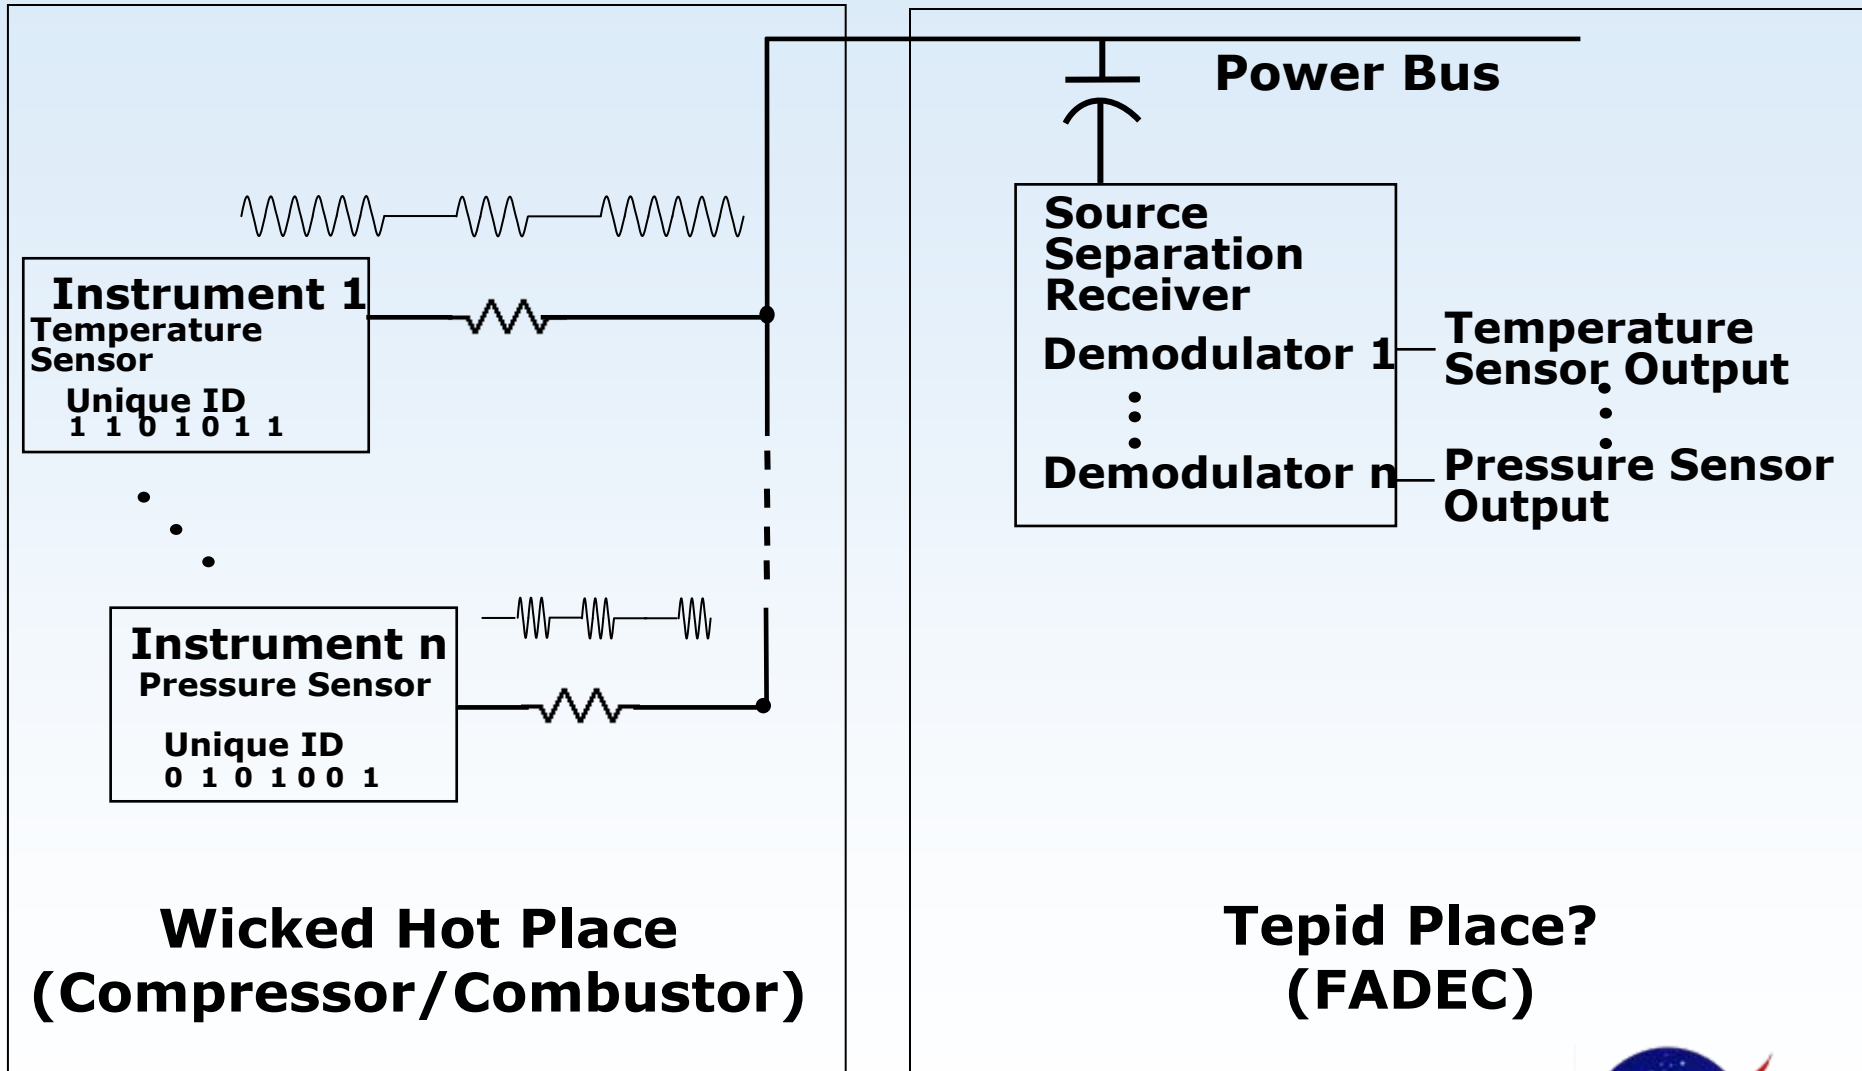 Power Bus
Instrument 1
Temperature
Sensor
Unique ID
1 1 0 1 0 1 1
Instrument n
Pressure Sensor
Unique ID
0 1 0 1 0 0 1
Wicked Hot Place
(Compressor/Combustor)
Source
Separation
Receiver
Demodulator 1
Demodulator n
Temperature
Sensor Output
Pressure Sensor
Output
Tepid Place?
(FADEC)